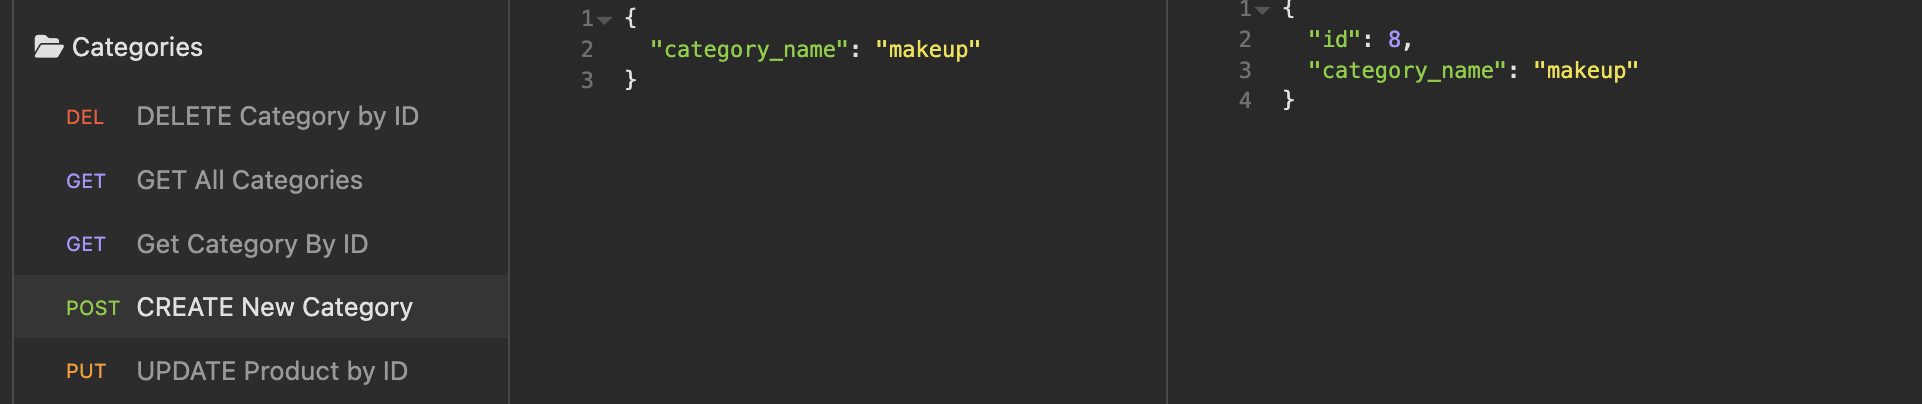 Categories
DEL DELETE Category by ID
GET GET All Categories
GET Get Category By ID
POST CREATE New Category
PUT UPDATE Product by ID
1 {
2 "category_name": "makeup"
3 }
1 {
2 "id": 8,
3 "category_name": "makeup"
4 }